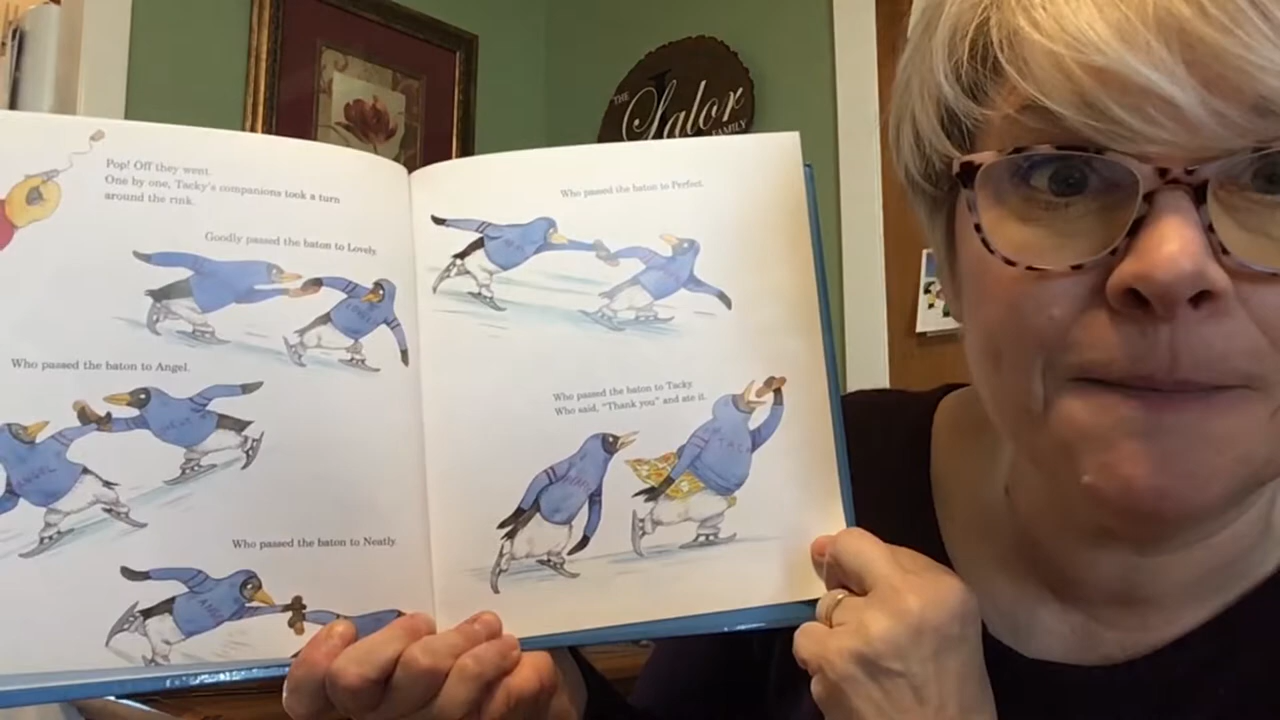 Pop! Off they went.
One by one, Tacky's companions took a turn
around the rink.
Goodly passed the baton to Lovely.
Who passed the baton to Angel.
ANGEL
Who passed the baton to Neatly.
ANGEL
Who passed the baton to Perfect.
Who passed the baton to Tacky.
Who said, "Thank you" and ate it.
THE
Lalor
FAMILY